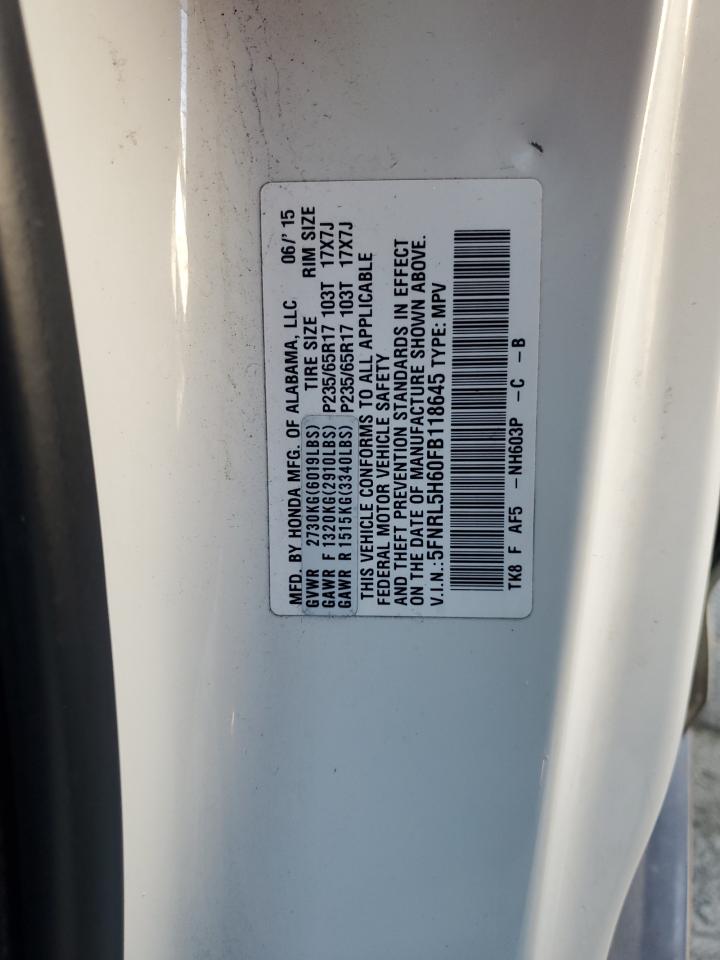 MFD. BY HONDA MFG. OF ALABAMA, LLC 06/'15
GVWR 2730KG(6019LBS) TIRE SIZE RIM SIZE
GAWR F 1320KG(2910LBS) P235/65R17 103T 17X7J
GAWR R 1515KG(3340LBS) P235/65R17 103T 17X7J
THIS VEHICLE CONFORMS TO ALL APPLICABLE
FEDERAL MOTOR VEHICLE SAFETY
AND THEFT PREVENTION STANDARDS IN EFFECT
ON THE DATE OF MANUFACTURE SHOWN ABOVE.
V.I.N.:5FNRL5H60FB118645 TYPE: MPV
TK8 F AF5 -NH603P -C -B